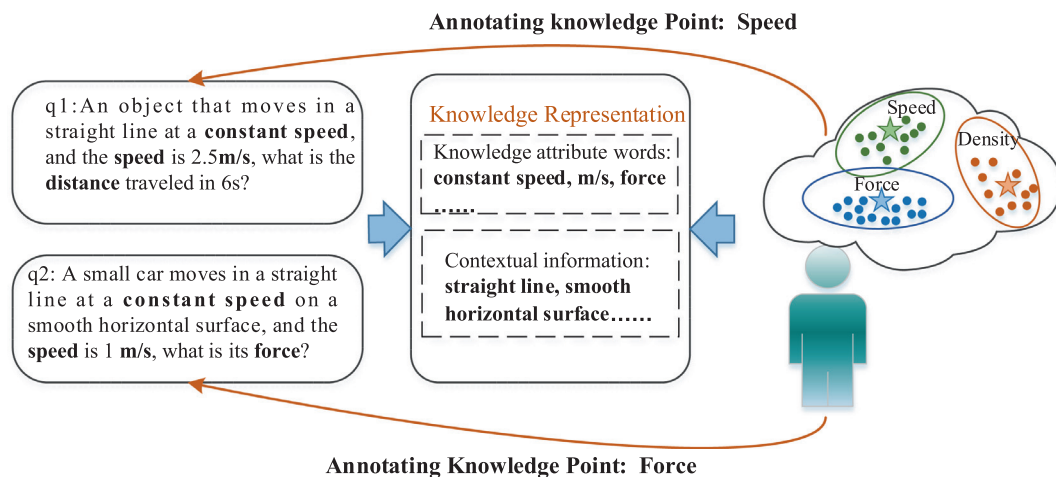 Annotating knowledge Point: Speed
q1:An object that moves in a
straight line at a constant speed,
and the speed is 2.5m/s, what is the
distance traveled in 6s?
q2: A small car moves in a straight
line at a constant speed on a
smooth horizontal surface, and the
speed is 1 m/s, what is its force?
Knowledge Representation
Knowledge attribute words:
constant speed, m/s, force
......
Contextual information:
straight line, smooth
horizontal surface......
Speed
Density
Force
Annotating Knowledge Point: Force